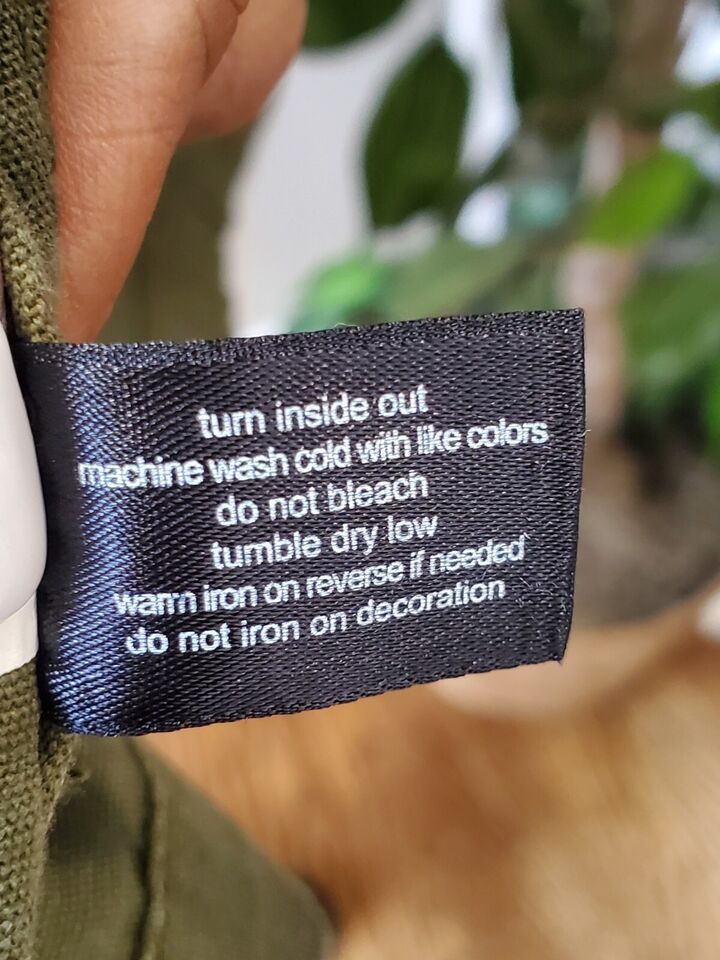 turn inside out
machine wash cold with like colors
do not bleach
tumble dry low
warm iron on reverse if needed
do not iron on decoration